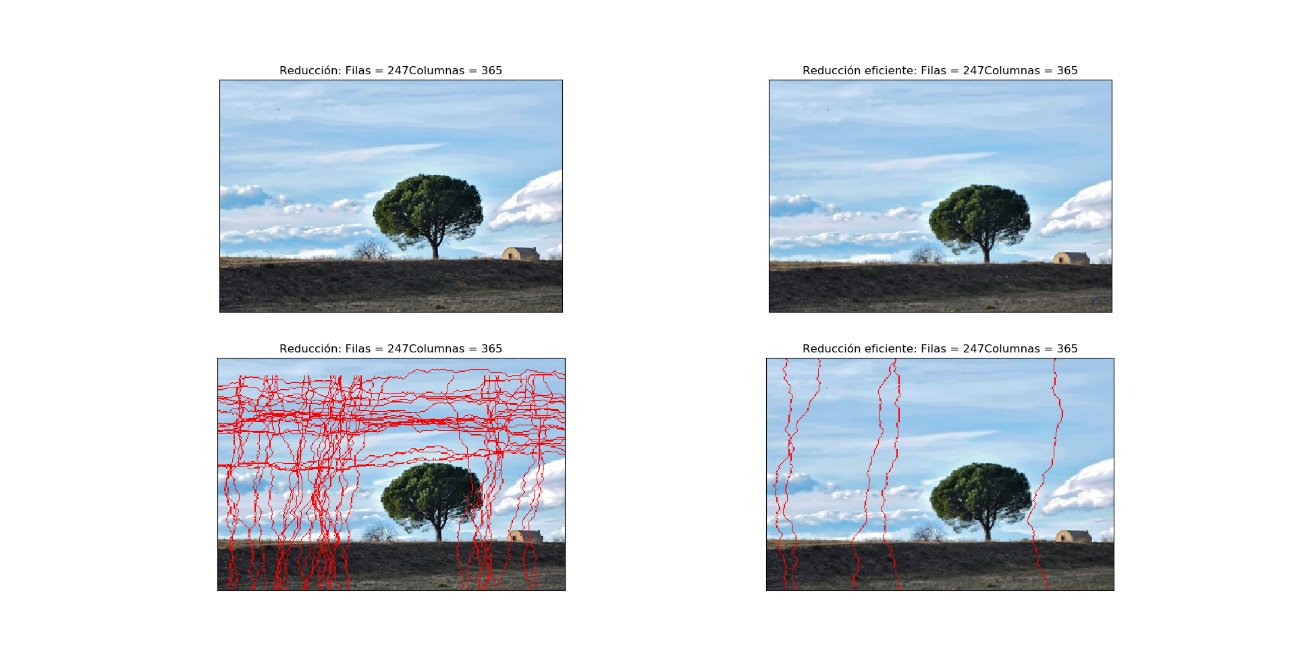 Reducción: Filas = 247Columnas = 365
Reducción eficiente: Filas = 247Columnas = 365
Reducción: Filas = 247Columnas = 365
Reducción eficiente: Filas = 247Columnas = 365